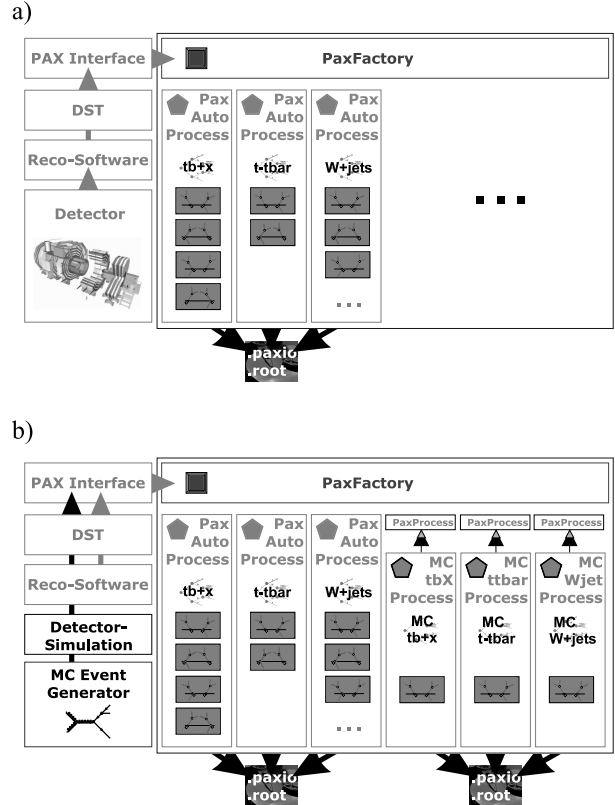 a)
PAX Interface
PaxFactory
DST
Reco-Software
Detector
Pax
Auto
Process
tb+x
Pax
Auto
Process
t-tbar
Pax
Auto
Process
W+jets
...
...
.paxio
.root
b)
PAX Interface
PaxFactory
DST
Reco-Software
Detector-
Simulation
MC Event
Generator
Pax
Auto
Process
tb+x
Pax
Auto
Process
t-tbar
Pax
Auto
Process
W+jets
...
PaxProcess
MC
tbX
Process
MC
tb+x
PaxProcess
MC
ttbar
Process
MC
t-tbar
PaxProcess
MC
Wjet
Process
MC
W+jets
.paxio
.root
.paxio
.root